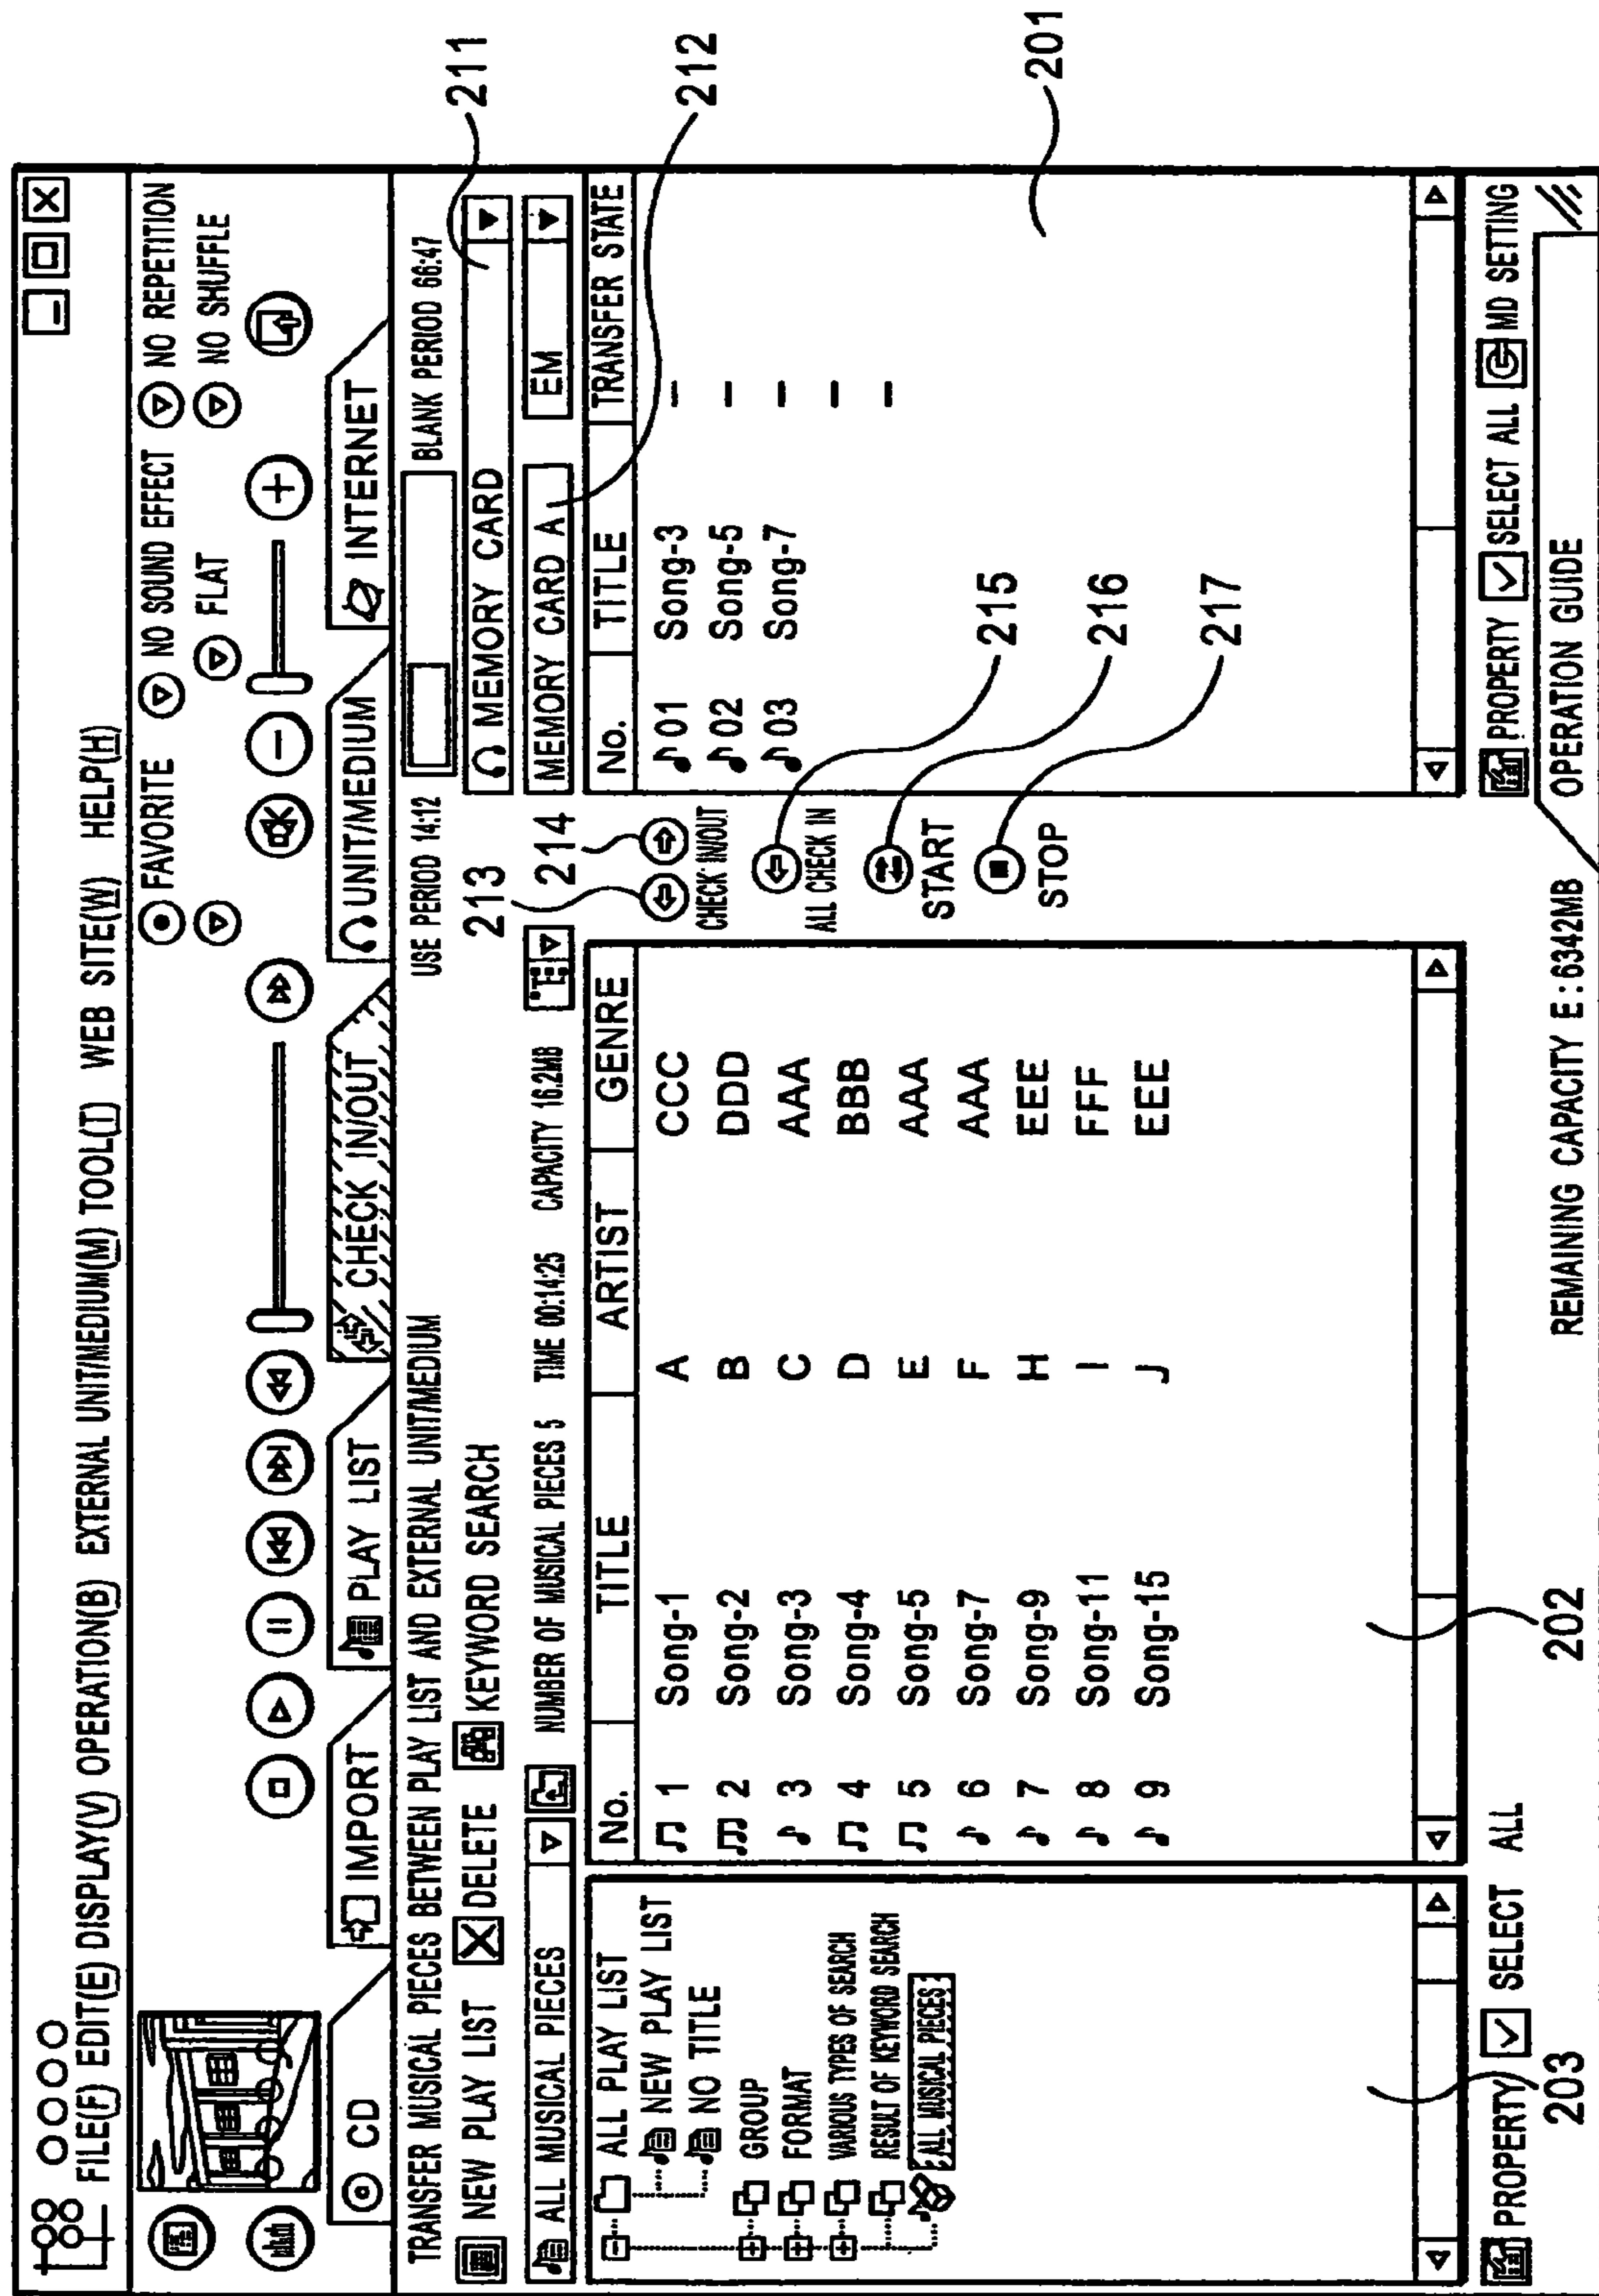 ○○○○
FILE(F) EDIT(E) DISPLAY(V) OPERATION(B) EXTERNAL UNIT/MEDIUM(M) TOOL(T) WEB SITE(W) HELP(H)
FAVORITE NO SOUND EFFECT NO REPETITION
FLAT NO SHUFFLE
CD IMPORT PLAY LIST CHECK IN/OUT UNIT/MEDIUM INTERNET
TRANSFER MUSICAL PIECES BETWEEN PLAY LIST AND EXTERNAL UNIT/MEDIUM
USE PERIOD 14:12 BLANK PERIOD 66:47
NEW PLAY LIST DELETE KEYWORD SEARCH
MEMORY CARD
211
ALL MUSICAL PIECES NUMBER OF MUSICAL PIECES 5 TIME 00:14:25 CAPACITY 16.2MB
MEMORY CARD A EM
212
213
214
ALL PLAY LIST
NEW PLAY LIST
NO TITLE
GROUP
FORMAT
VARIOUS TYPES OF SEARCH
RESULT OF KEYWORD SEARCH
ALL MUSICAL PIECES
No. TITLE ARTIST GENRE
1 Song-1 A CCC
2 Song-2 B DDD
3 Song-3 C AAA
4 Song-4 D BBB
5 Song-5 E AAA
6 Song-7 F AAA
7 Song-9 H EEE
8 Song-11 I FFF
9 Song-15 J EEE
CHECK IN/OUT
ALL CHECK IN
START
STOP
No. TITLE TRANSFER STATE
01 Song-3 –
02 Song-5 –
03 Song-7 –
–
–
215
216
217
201
PROPERTY SELECT ALL
PROPERTY SELECT ALL MD SETTING
203
202
REMAINING CAPACITY E:6342MB
OPERATION GUIDE